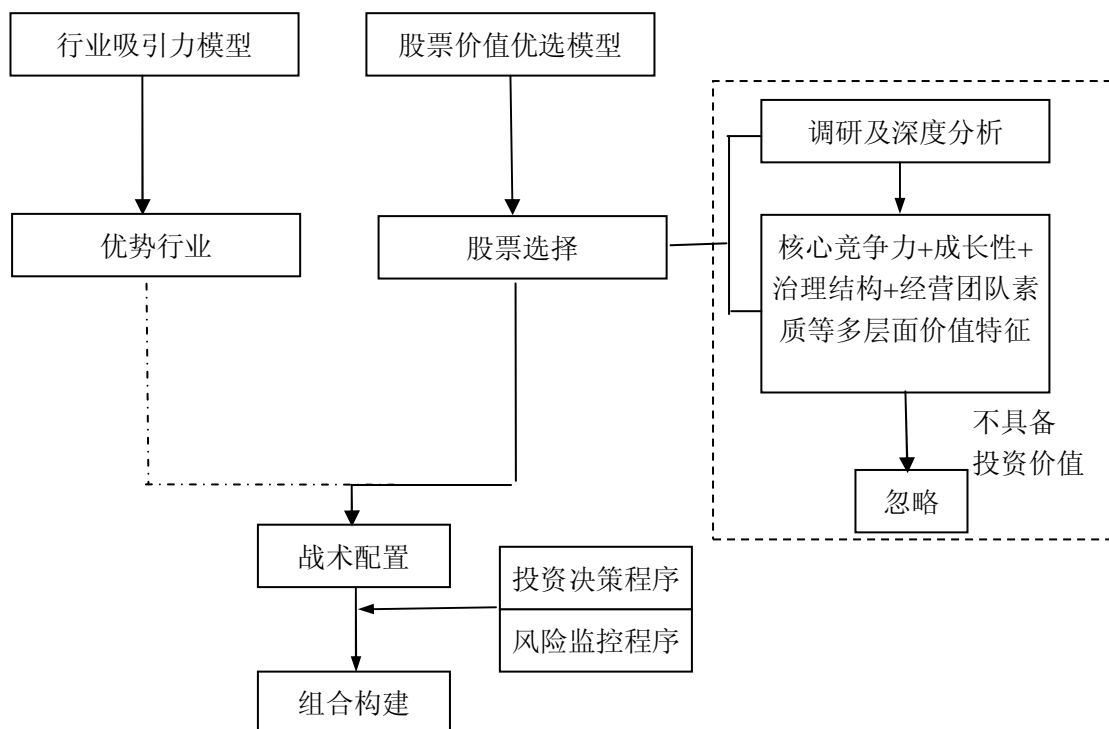 行业吸引力模型
股票价值优选模型
调研及深度分析
优势行业
股票选择
核心竞争力+成长性+
治理结构+经营团队素
质等多层面价值特征
不具备
投资价值
忽略
战术配置
投资决策程序
风险监控程序
组合构建